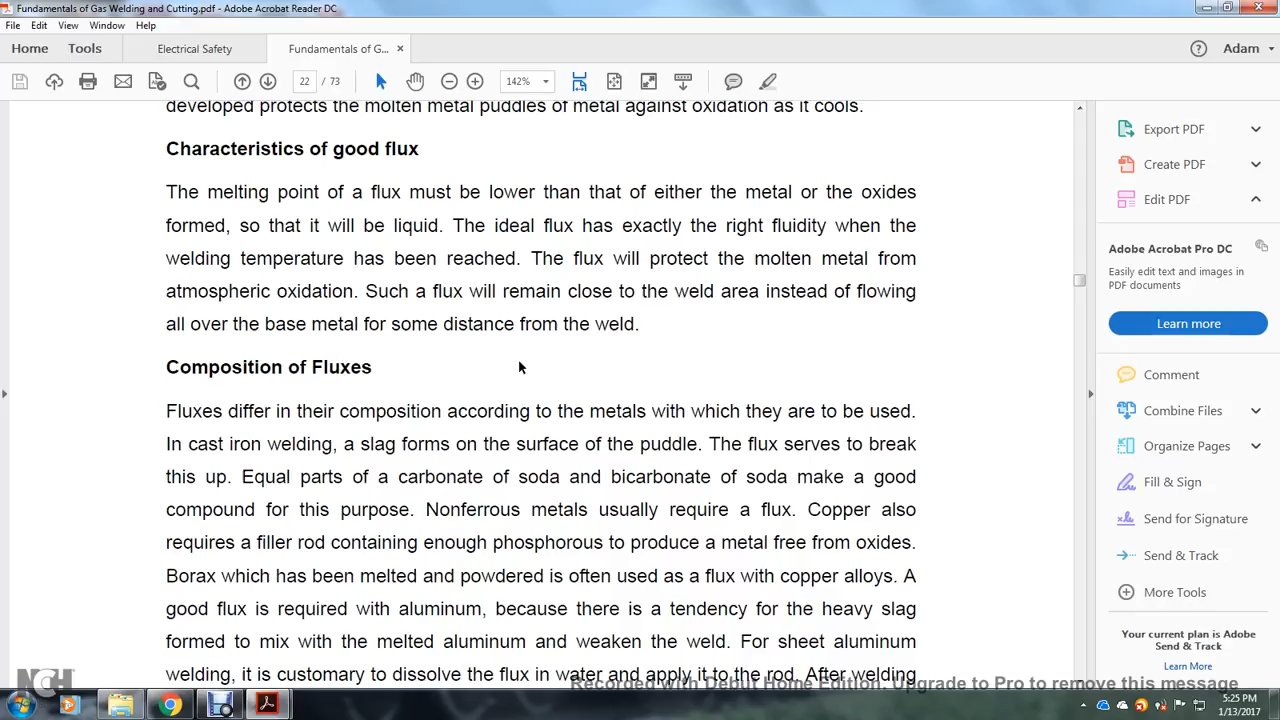 Fundamentals of Gas Welding and Cutting.pdf - Adobe Acrobat Reader DC
File Edit View Window Help
Home Tools Electrical Safety Fundamentals of G... × Adam
22 / 73 142%
developed protects the molten metal puddles of metal against oxidation as it cools.
Characteristics of good flux
The melting point of a flux must be lower than that of either the metal or the oxides
formed, so that it will be liquid. The ideal flux has exactly the right fluidity when the
welding temperature has been reached. The flux will protect the molten metal from
atmospheric oxidation. Such a flux will remain close to the weld area instead of flowing
all over the base metal for some distance from the weld.
Composition of Fluxes
Fluxes differ in their composition according to the metals with which they are to be used.
In cast iron welding, a slag forms on the surface of the puddle. The flux serves to break
this up. Equal parts of a carbonate of soda and bicarbonate of soda make a good
compound for this purpose. Nonferrous metals usually require a flux. Copper also
requires a filler rod containing enough phosphorous to produce a metal free from oxides.
Borax which has been melted and powdered is often used as a flux with copper alloys. A
good flux is required with aluminum, because there is a tendency for the heavy slag
formed to mix with the melted aluminum and weaken the weld. For sheet aluminum
welding, it is customary to dissolve the flux in water and apply it to the rod. After welding
Export PDF
Create PDF
Edit PDF
Adobe Acrobat Pro DC
Easily edit text and images in
PDF documents
Learn more
Comment
Combine Files
Organize Pages
Fill & Sign
Send for Signature
Send & Track
More Tools
Your current plan is Adobe
Send & Sign
Learn More
NCH
Recorded with Debut Home Edition. Upgrade to Pro to remove this message
5:25 PM
1/13/2017